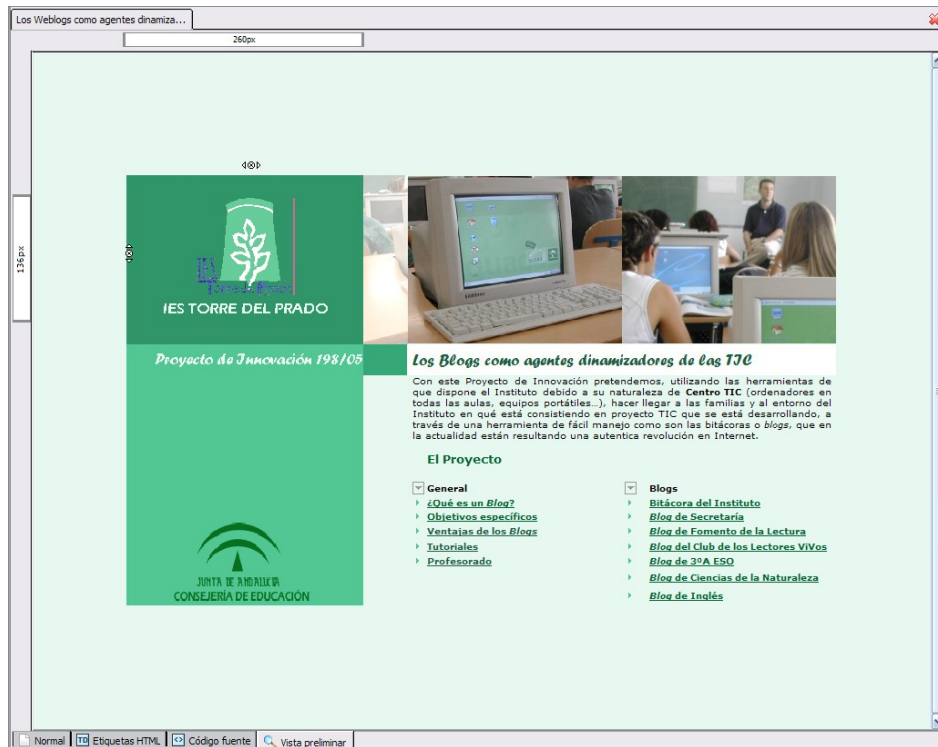 Los Weblogs como agentes dinamiza...
260px
136px
IES
Torre del Prado
IES TORRE DEL PRADO
Proyecto de Innovación 198/05
Los Blogs como agentes dinamizadores de las TIC
Con este Proyecto de Innovación pretendemos, utilizando las herramientas de
que dispone el Instituto debido a su naturaleza de Centro TIC (ordenadores en
todas las aulas, equipos portátiles...), hacer llegar a las familias y al entorno del
Instituto en qué está consistiendo en proyecto TIC que se está desarrollando, a
través de una herramienta de fácil manejo como son las bitácoras o blogs, que en
la actualidad están resultando una autentica revolución en Internet.
El Proyecto
General
¿Qué es un Blog?
Objetivos específicos
Ventajas de los Blogs
Tutoriales
Profesorado
Blogs
Bitácora del Instituto
Blog de Secretaría
Blog de Fomento de la Lectura
Blog del Club de los Lectores ViVos
Blog de 3ºA ESO
Blog de Ciencias de la Naturaleza
Blog de Inglés
JUNTA DE ANDALUCIA
CONSEJERÍA DE EDUCACIÓN
Normal TD Etiquetas HTML Código fuente Vista preliminar